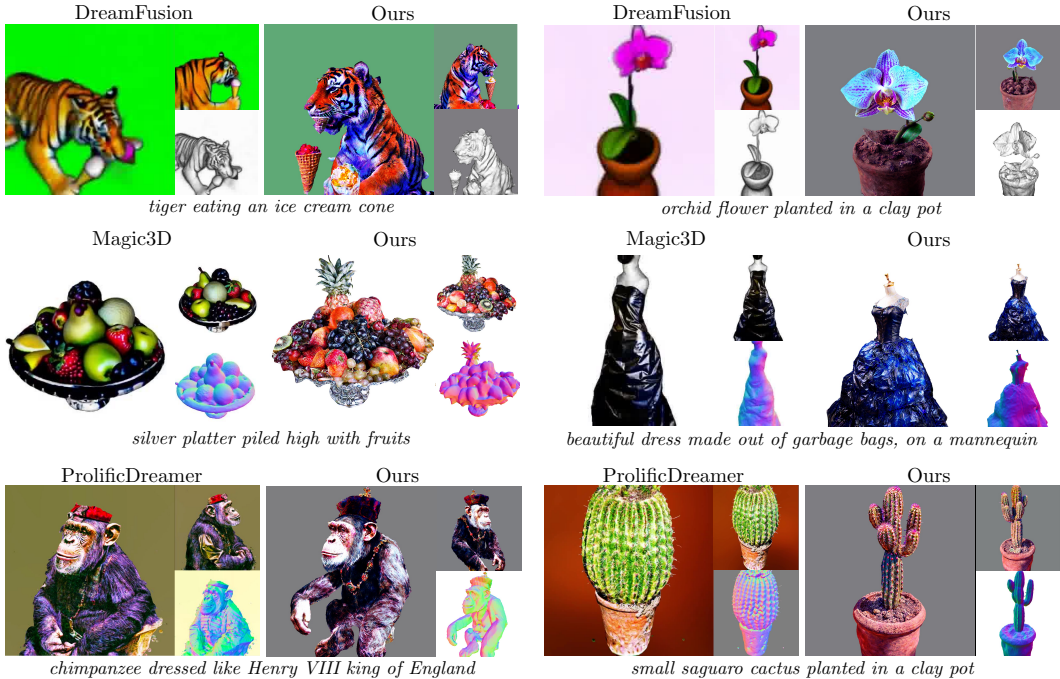 DreamFusion Ours DreamFusion Ours
tiger eating an ice cream cone orchid flower planted in a clay pot
Magic3D Ours Magic3D Ours
silver platter piled high with fruits beautiful dress made out of garbage bags, on a mannequin
ProlificDreamer Ours ProlificDreamer Ours
chimpanzee dressed like Henry VIII king of England small saguaro cactus planted in a clay pot